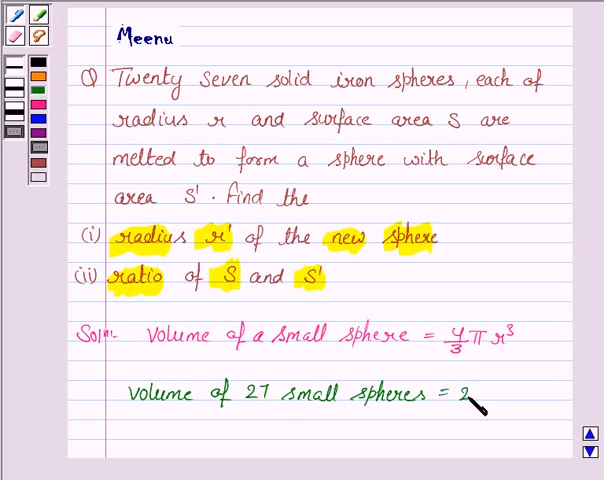 Meenu
Q Twenty Seven solid iron spheres, each of
radius r and surface area S are
melted to form a sphere with surface
area S'. Find the
(i) radius r' of the new sphere
(ii) ratio of S and S'
Soln:- Volume of a small sphere = 4/3 π r³
Volume of 27 small spheres = 2